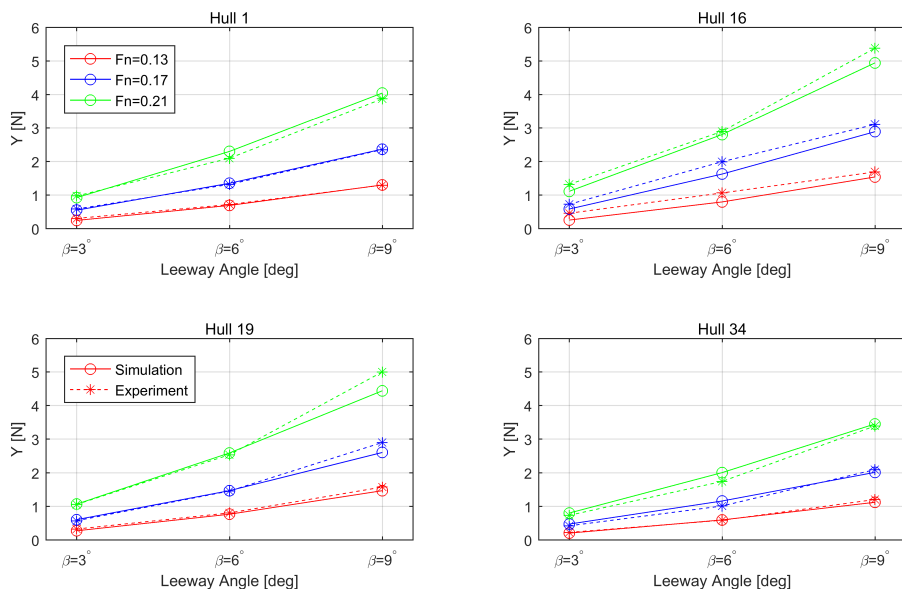 Hull 1
Y [N]
6
5
4
3
2
1
0
Fn=0.13
Fn=0.17
Fn=0.21
β=3°
β=6°
β=9°
Leeway Angle [deg]
Hull 16
Y [N]
6
5
4
3
2
1
0
β=3°
β=6°
β=9°
Leeway Angle [deg]
Hull 19
Y [N]
6
5
4
3
2
1
0
Simulation
Experiment
β=3°
β=6°
β=9°
Leeway Angle [deg]
Hull 34
Y [N]
6
5
4
3
2
1
0
β=3°
β=6°
β=9°
Leeway Angle [deg]